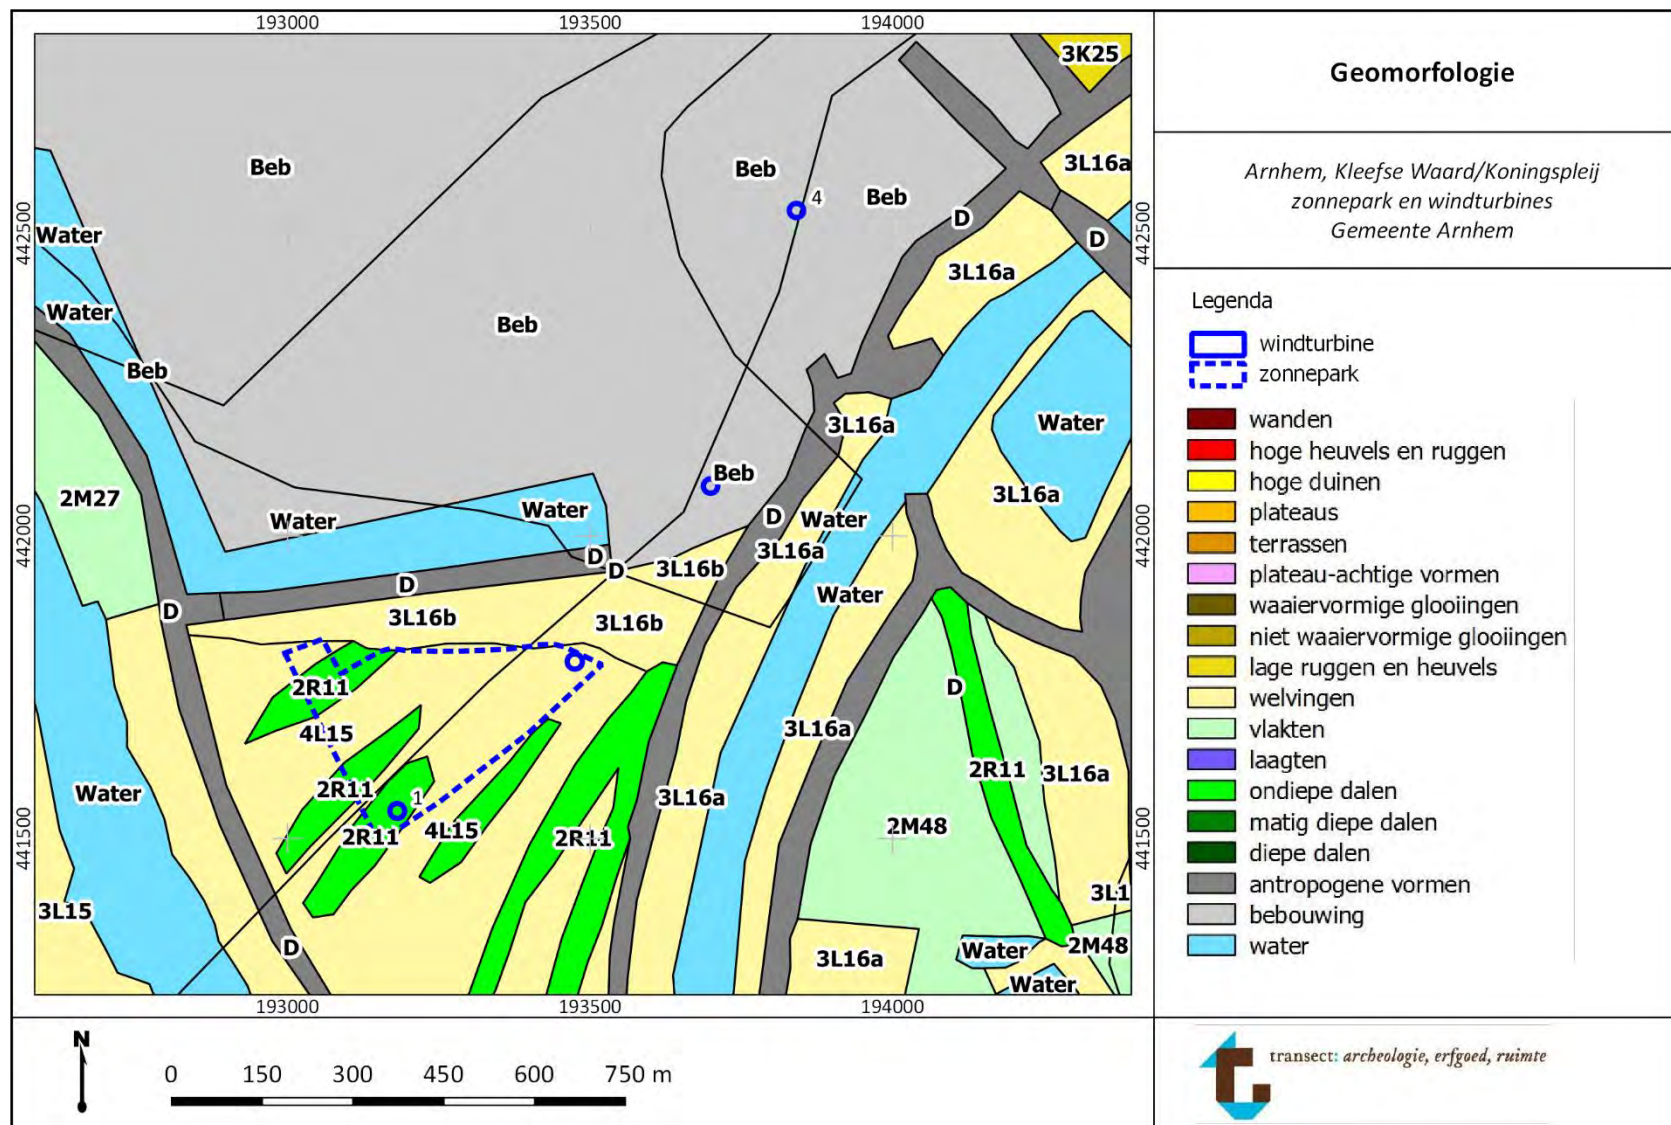 193000 193500 194000
3K25
Beb
Beb
3L16a
4
Beb
442500
Water
D
D
442500
3L16a
Water
Beb
Beb
3L16a
Water
Beb
2M27
3L16a
Water
Water
D
Water
442000
D
3L16a
442000
D
D
3L16b
Water
D
3L16b
3L16b
2R11
D
4L15
3L16a
2R11
2R11
3L16a
Water
3L16a
1
2R11
4L15
2R11
2M48
441500
441500
3L15
3L1
D
2M48
3L16a
Water
Water
193000 193500 194000
N
0 150 300 450 600 750 m
Geomorfologie
Arnhem, Kleefse Waard/Koningspleij
zonnepark en windturbines
Gemeente Arnhem
Legenda
windturbine
zonnepark
wanden
hoge heuvels en ruggen
hoge duinen
plateaus
terrassen
plateau-achtige vormen
waaiervormige glooiingen
niet waaiervormige glooiingen
lage ruggen en heuvels
welvingen
vlakten
laagten
ondiepe dalen
matig diepe dalen
diepe dalen
antropogene vormen
bebouwing
water
transect: archeologie, erfgoed, ruimte